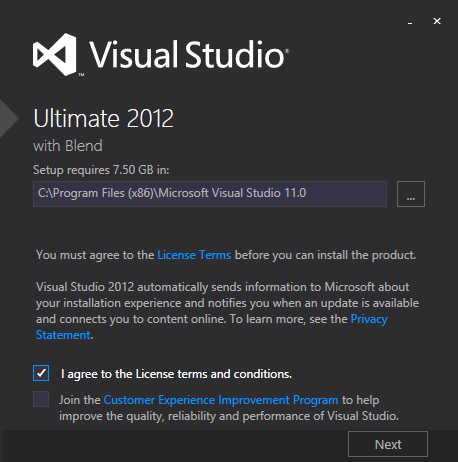 Visual Studio®
™
Ultimate 2012
with Blend
Setup requires 7.50 GB in:
C:\Program Files (x86)\Microsoft Visual Studio 11.0
...
You must agree to the License Terms before you can install the product.
Visual Studio 2012 automatically sends information to Microsoft about
your installation experience and notifies you when an update is available
and connects you to content online. To learn more, see the Privacy
Statement.
I agree to the License terms and conditions.
Join the Customer Experience Improvement Program to help
improve the quality, reliability and performance of Visual Studio.
Next